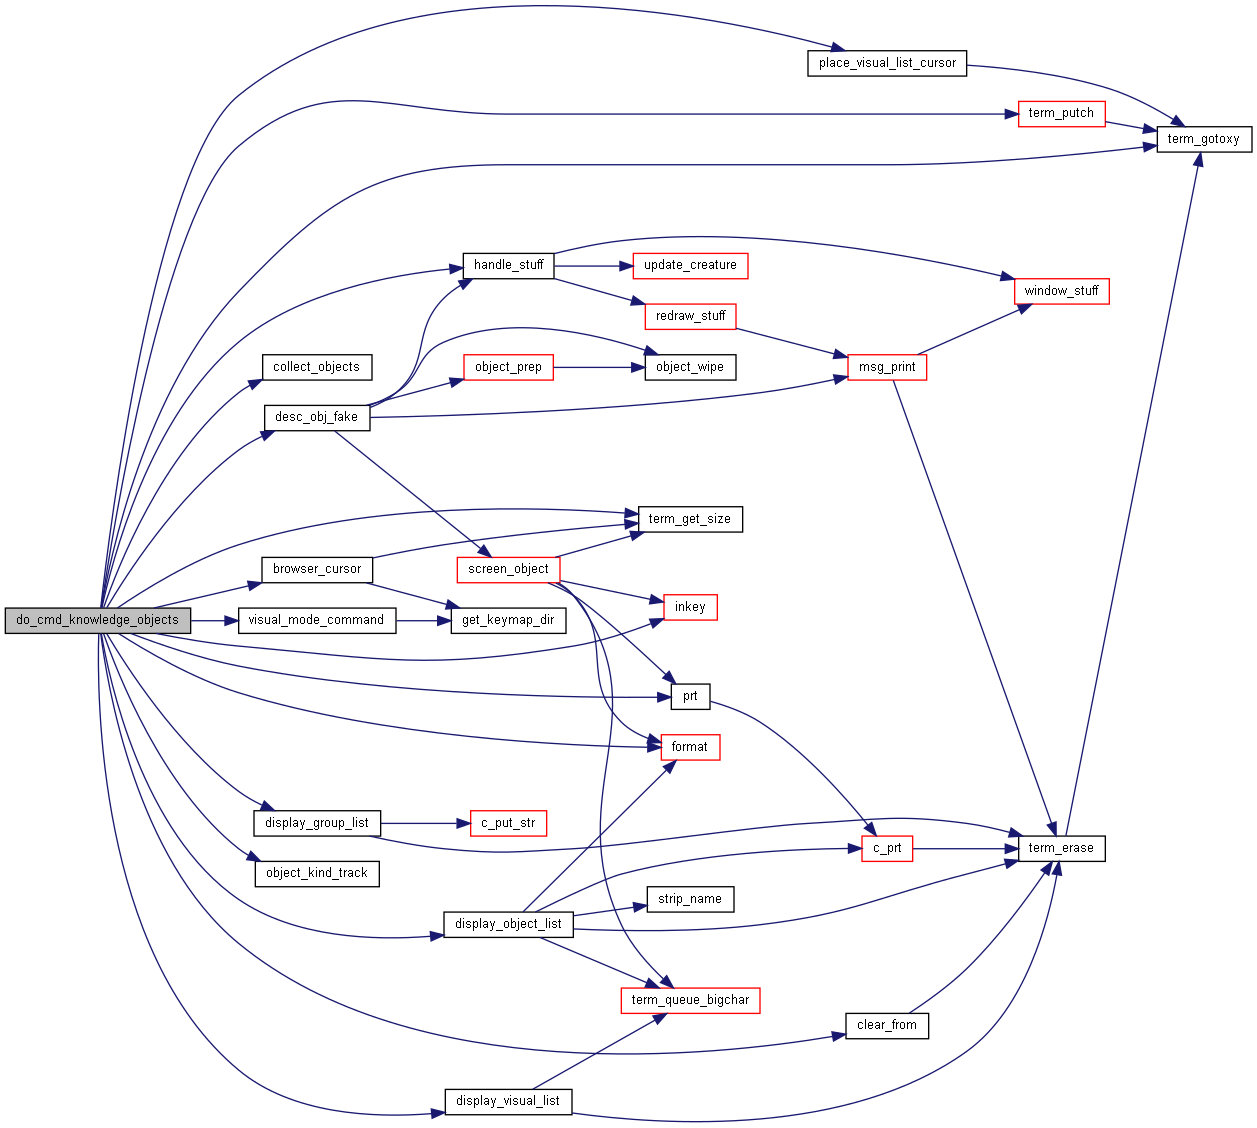 place_visual_list_cursor
term_putch
term_gotoxy
handle_stuff
update_creature
window_stuff
redraw_stuff
collect_objects
object_prep
object_wipe
msg_print
desc_obj_fake
term_get_size
browser_cursor
screen_object
inkey
do_cmd_knowledge_objects
visual_mode_command
get_keymap_dir
prt
format
display_group_list
c_put_str
c_prt
term_erase
object_kind_track
strip_name
display_object_list
term_queue_bigchar
clear_from
display_visual_list